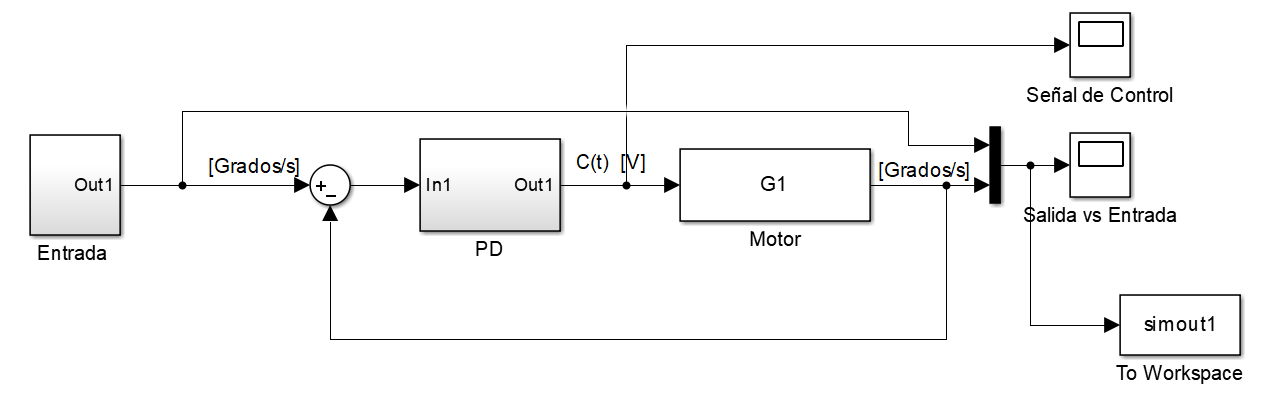 Señal de Control
[Grados/s]
C(t) [V]
[Grados/s]
Out1
In1
Out1
G1
Entrada
PD
Motor
Salida vs Entrada
simout1
To Workspace